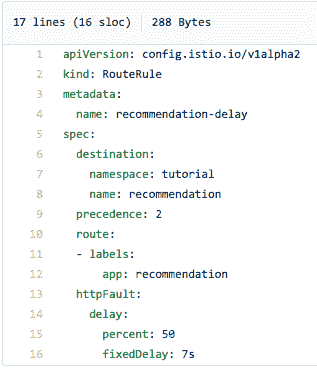 17 lines (16 sloc) 288 Bytes
1 apiVersion: config.istio.io/v1alpha2
2 kind: RouteRule
3 metadata:
4   name: recommendation-delay
5 spec:
6   destination:
7     namespace: tutorial
8     name: recommendation
9   precedence: 2
10   route:
11   - labels:
12       app: recommendation
13   httpFault:
14     delay:
15       percent: 50
16       fixedDelay: 7s